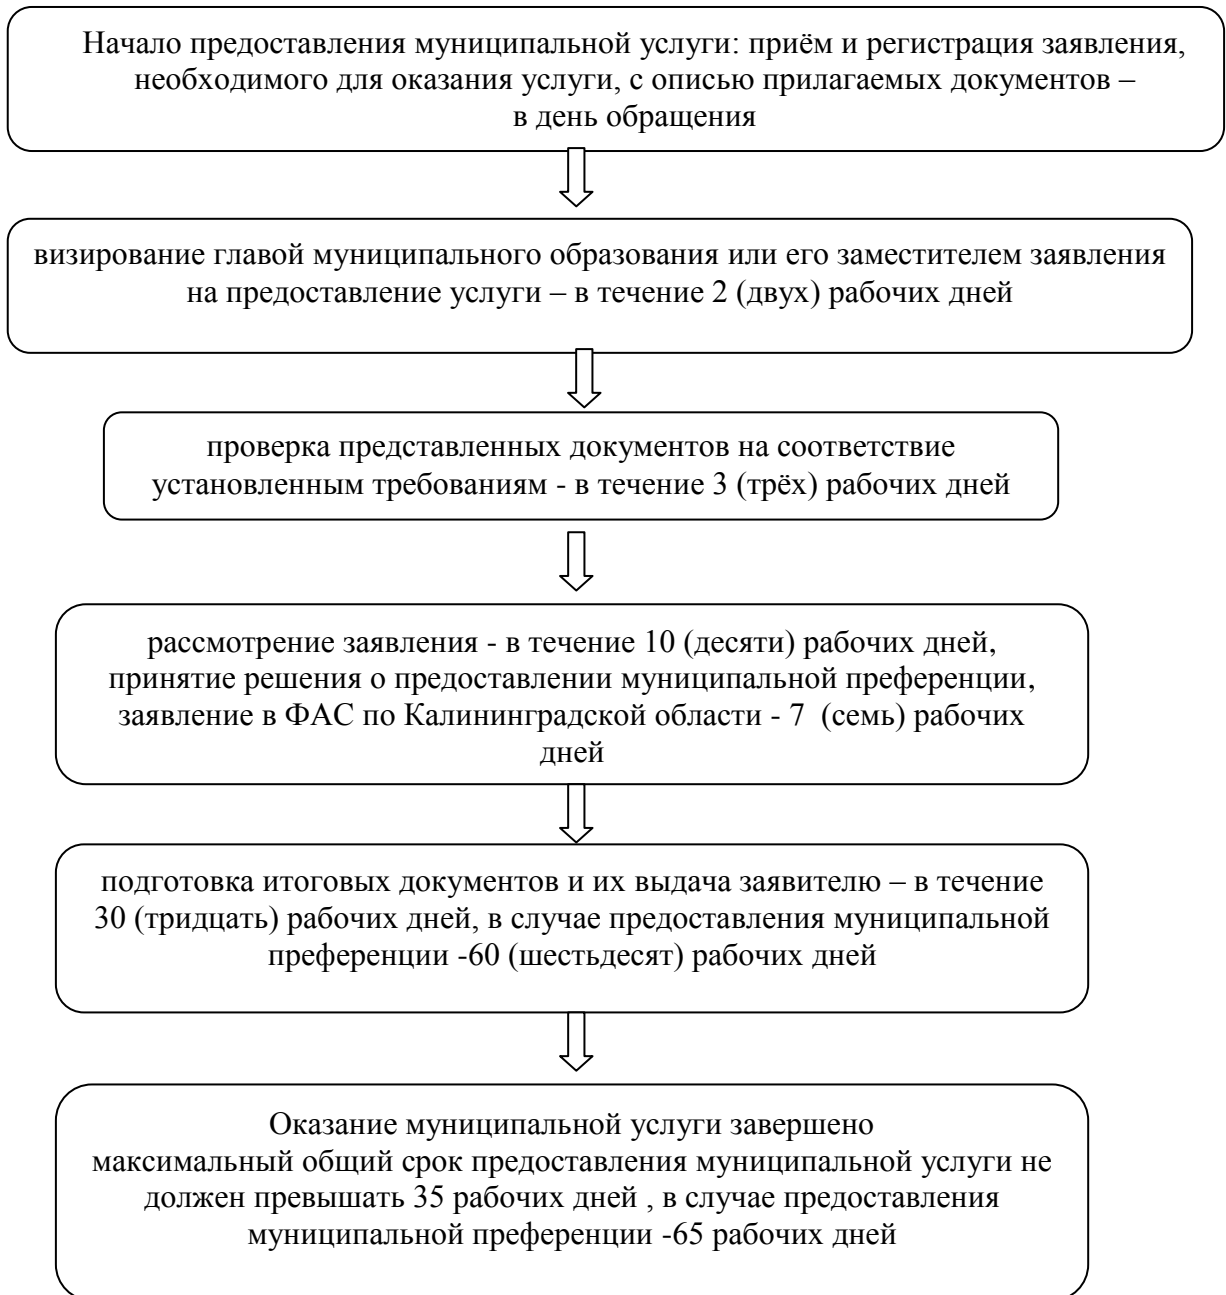 Начало предоставления муниципальной услуги: приём и регистрация заявления,
необходимого для оказания услуги, с описью прилагаемых документов –
в день обращения
визирование главой муниципального образования или его заместителем заявления
на предоставление услуги – в течение 2 (двух) рабочих дней
проверка представленных документов на соответствие
установленным требованиям - в течение 3 (трёх) рабочих дней
рассмотрение заявления - в течение 10 (десяти) рабочих дней,
принятие решения о предоставлении муниципальной преференции,
заявление в ФАС по Калининградской области - 7 (семь) рабочих
дней
подготовка итоговых документов и их выдача заявителю – в течение
30 (тридцать) рабочих дней, в случае предоставления муниципальной
преференции -60 (шестьдесят) рабочих дней
Оказание муниципальной услуги завершено
максимальный общий срок предоставления муниципальной услуги не
должен превышать 35 рабочих дней , в случае предоставления
муниципальной преференции -65 рабочих дней